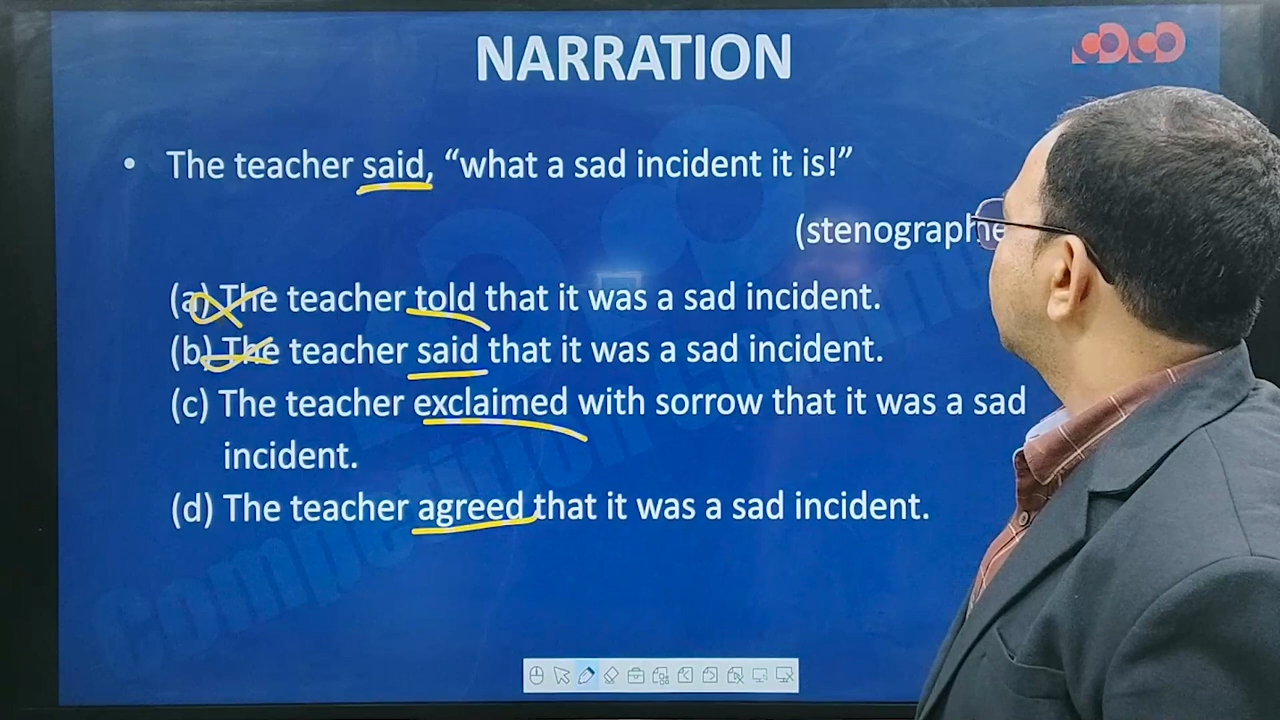 NARRATION
• The teacher said, “what a sad incident it is!”
(stenographe
(a) The teacher told that it was a sad incident.
(b) The teacher said that it was a sad incident.
(c) The teacher exclaimed with sorrow that it was a sad
incident.
(d) The teacher agreed that it was a sad incident.